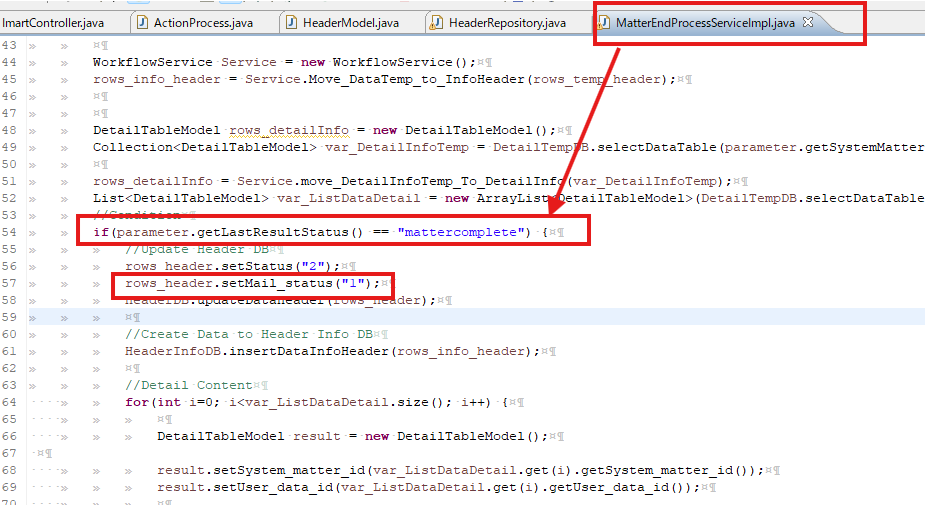 ImartController.java ActionProcess.java HeaderModel.java HeaderRepository.java MatterEndProcessServiceImpl.java
43
44 WorkflowService Service = new WorkflowService();
45 rows_info_header = Service.Move_DataTemp_to_InfoHeader(rows_temp_header);
46
47
48 DetailTableModel rows_detailInfo = new DetailTableModel();
49 Collection<DetailTableModel> var_DetailInfoTemp = DetailTempDB.selectDataTable(parameter.getSystemMatter
50
51 rows_detailInfo = Service.move_DetailInfoTemp_To_DetailInfo(var_DetailInfoTemp);
52 List<DetailTableModel> var_ListDataDetail = new ArrayList<DetailTableModel>(DetailTempDB.selectDataTable
53 //Condition
54 if(parameter.getLastResultStatus() == "mattercomplete") {
55 //Update Header DB
56 rows_header.setStatus("2");
57 rows_header.setMail_status("1");
58 headerDB.updateDataHeader(rows_header);
59
60 //Create Data to Header Info DB
61 HeaderInfoDB.insertDataInfoHeader(rows_info_header);
62
63 //Detail Content
64 for(int i=0; i<var_ListDataDetail.size(); i++) {
65
66 DetailTableModel result = new DetailTableModel();
67
68 result.setSystem_matter_id(var_ListDataDetail.get(i).getSystem_matter_id());
69 result.setUser_data_id(var_ListDataDetail.get(i).getUser_data_id());
70